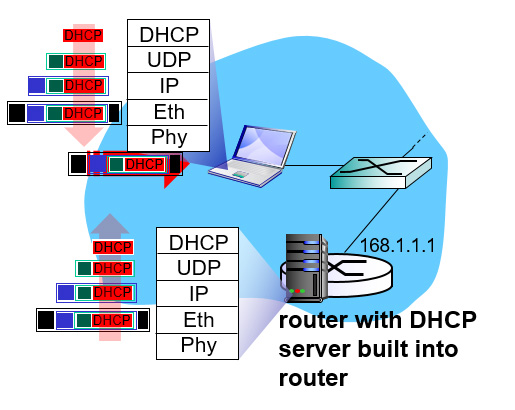 DHCP
DHCP
DHCP
DHCP
DHCP
UDP
IP
Eth
Phy
DHCP
168.1.1.1
DHCP
DHCP
DHCP
DHCP
DHCP
UDP
IP
Eth
Phy
router with DHCP
server built into
router